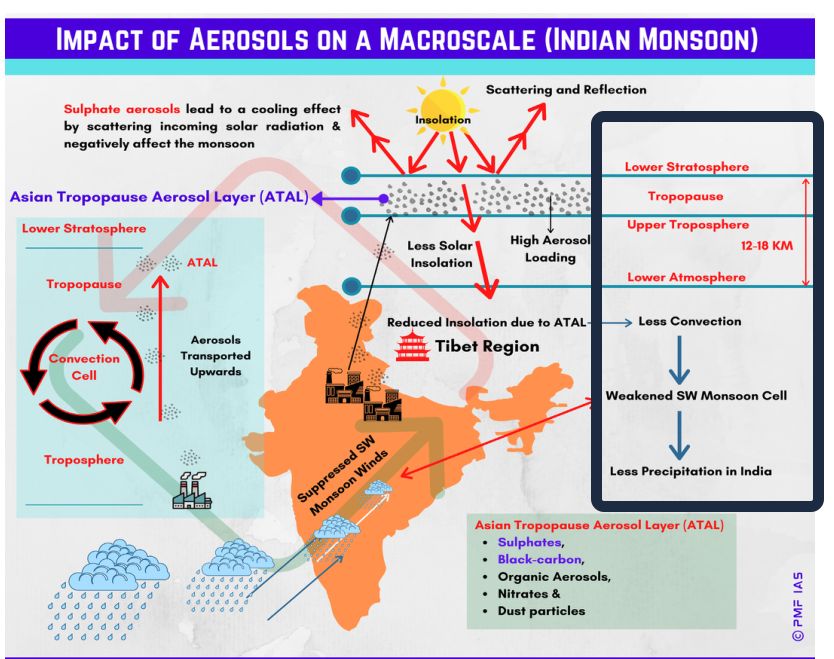 IMPACT OF AEROSOLS ON A MACROSCALE (INDIAN MONSOON)
Sulphate aerosols lead to a cooling effect
by scattering incoming solar radiation &
negatively affect the monsoon
Insolation
Scattering and Reflection
Asian Tropopause Aerosol Layer (ATAL)
Lower Stratosphere
Tropopause
Upper Troposphere
12-18 KM
Lower Atmosphere
Less Solar
Insolation
High Aerosol
Loading
Lower Stratosphere
ATAL
Tropopause
Convection
Cell
Aerosols
Transported
Upwards
Troposphere
Reduced Insolation due to ATAL
Less Convection
Tibet Region
Weakened SW Monsoon Cell
Less Precipitation in India
Suppressed SW
Monsoon Winds
Asian Tropopause Aerosol Layer (ATAL)
• Sulphates,
• Black-carbon,
• Organic Aerosols,
• Nitrates &
• Dust particles
© PMF IAS